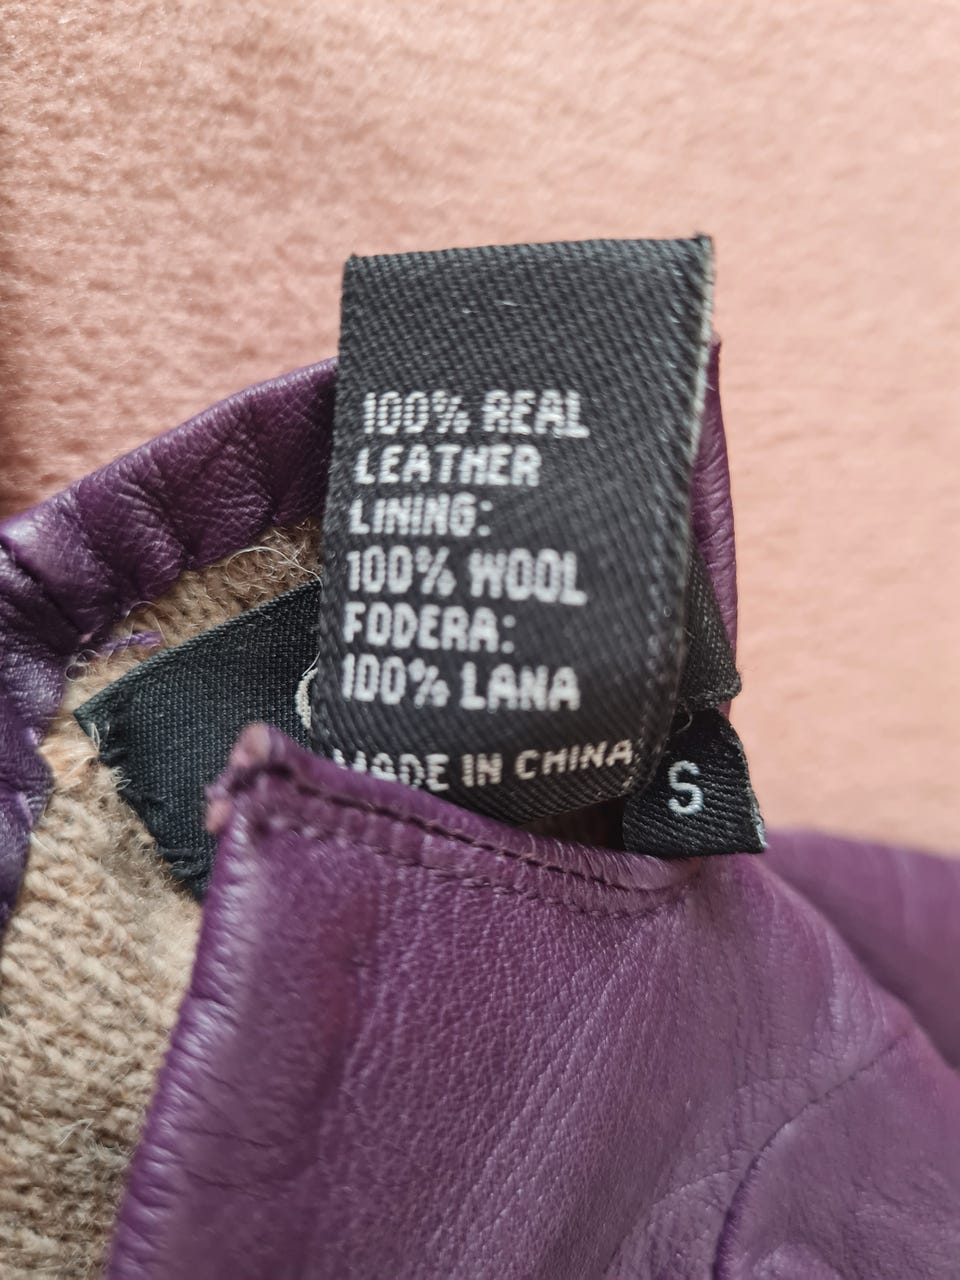 100% REAL
LEATHER
LINING:
100% WOOL
FODERA:
100% LANA
MADE IN CHINA
S